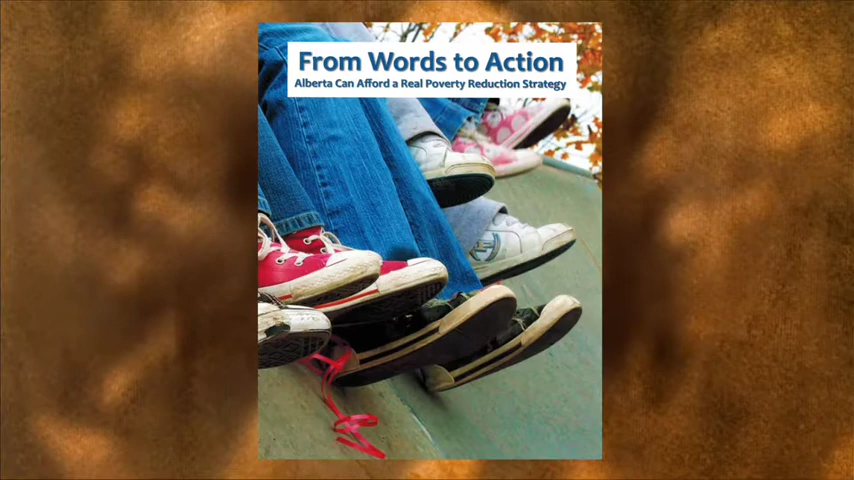 From Words to Action
Alberta Can Afford a Real Poverty Reduction Strategy